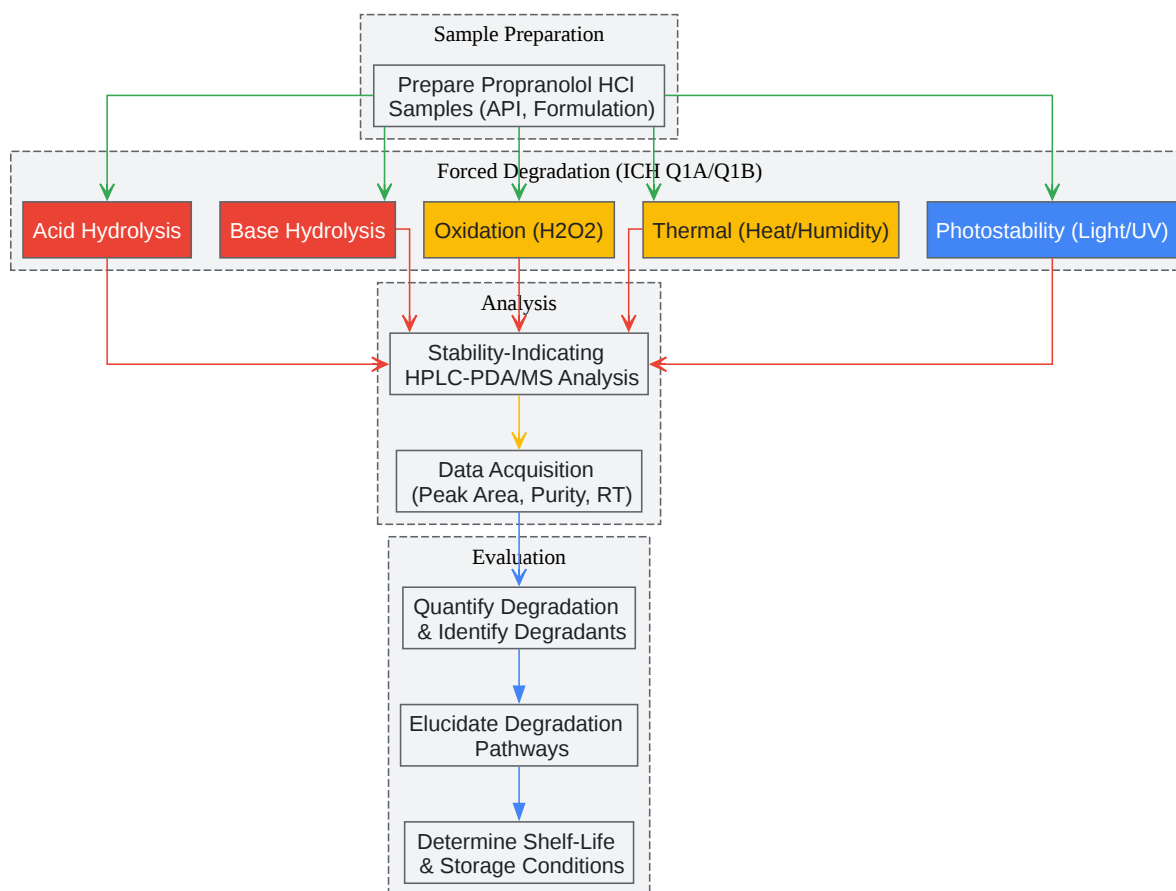 Sample Preparation
Prepare Propranolol HCl
Samples (API, Formulation)
Forced Degradation (ICH Q1A/Q1B)
Acid Hydrolysis
Base Hydrolysis
Oxidation (H2O2)
Thermal (Heat/Humidity)
Photostability (Light/UV)
Analysis
Stability-Indicating
HPLC-PDA/MS Analysis
Data Acquisition
(Peak Area, Purity, RT)
Evaluation
Quantify Degradation
& Identify Degradants
Elucidate Degradation
Pathways
Determine Shelf-Life
& Storage Conditions